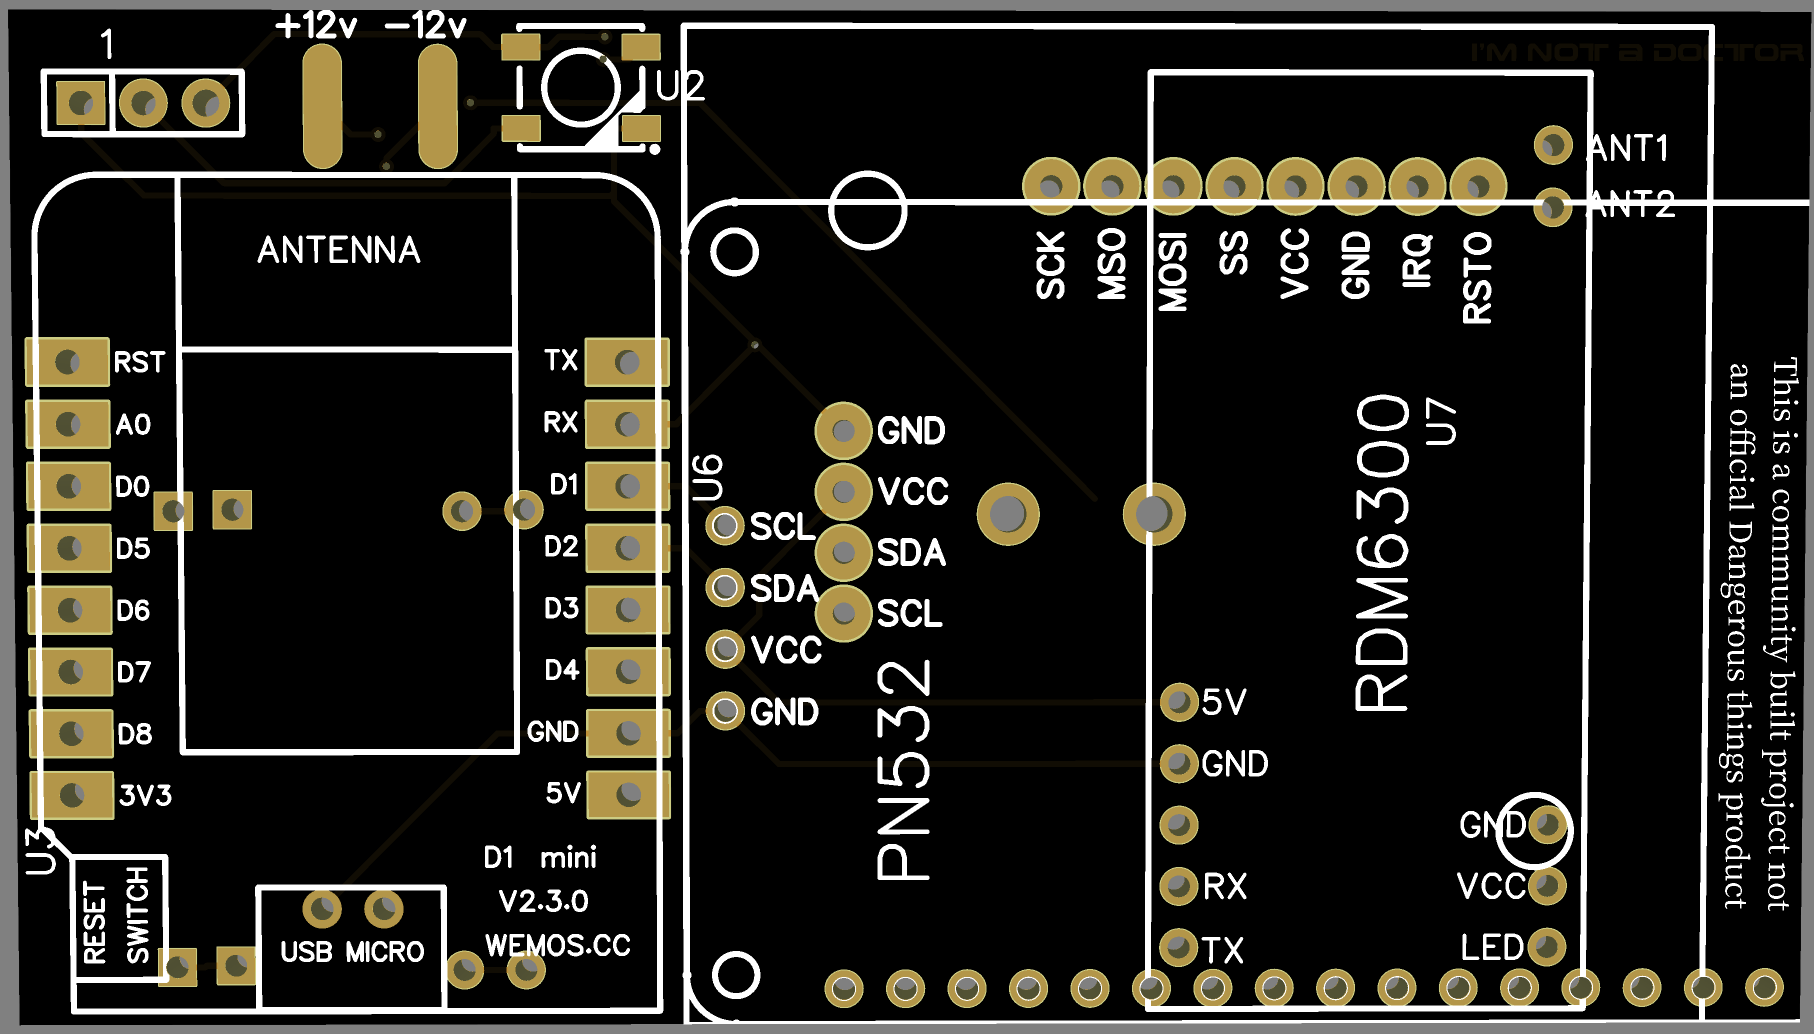 1
+12v
-12v
U2
I'M NOT a DOCTOR
ANTENNA
RST
A0
D0
D5
D6
D7
D8
3V3
TX
RX
D1
D2
D3
D4
GND
5V
U3
RESET
SWITCH
D1 mini
V2.3.0
WEMOS.CC
USB MICRO
U6
SCL
SDA
VCC
GND
GND
VCC
SDA
SCL
PN532
SCK
MSO
MOSI
SS
VCC
GND
IRQ
RSTO
ANT1
ANT2
RDM6300
U7
5V
GND
RX
TX
GND
VCC
LED
This is a community built project not
an official Dangerous things product